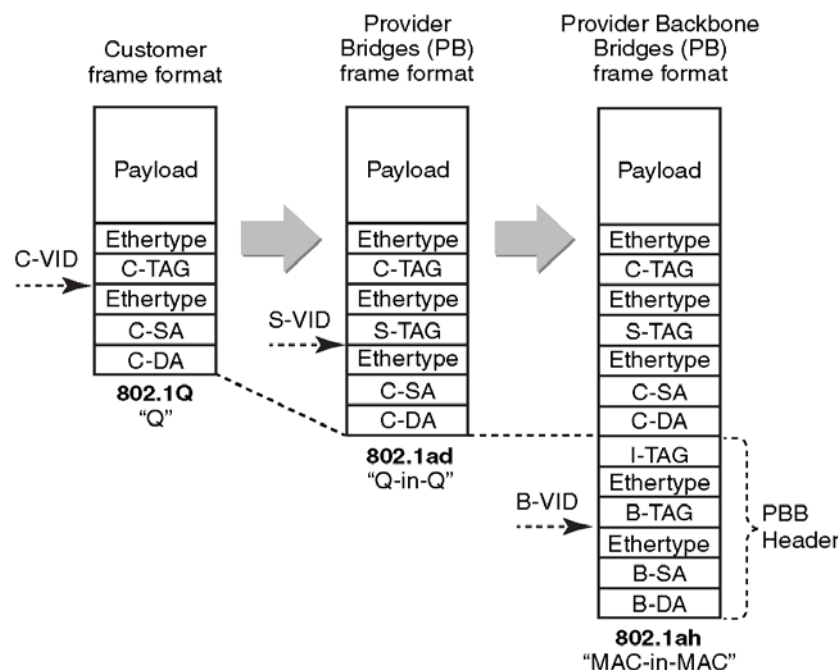 Customer
frame format
Payload
Ethertype
C-TAG
Ethertype
C-SA
C-DA
C-VID
802.1Q
“Q”
Provider
Bridges (PB)
frame format
Payload
Ethertype
C-TAG
Ethertype
S-TAG
Ethertype
C-SA
C-DA
S-VID
802.1ad
“Q-in-Q”
Provider Backbone
Bridges (PB)
frame format
Payload
Ethertype
C-TAG
Ethertype
S-TAG
Ethertype
C-SA
C-DA
I-TAG
Ethertype
B-TAG
Ethertype
B-SA
B-DA
B-VID
PBB
Header
802.1ah
“MAC-in-MAC”